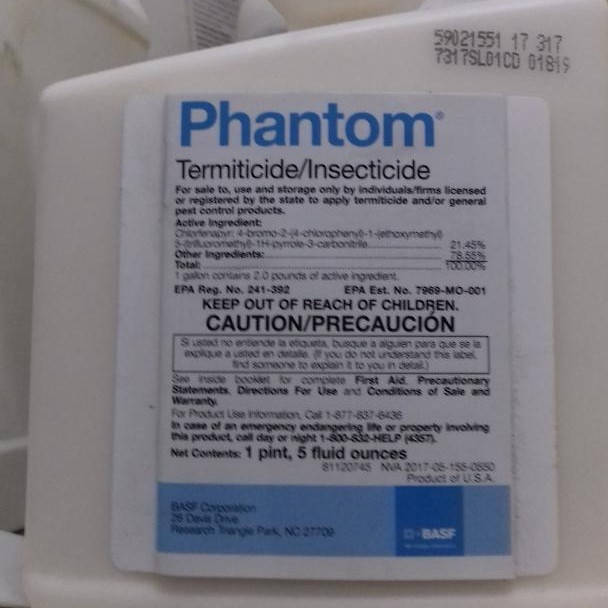 59021551 17 317
7317SL01CD 01819
Phantom®
Termiticide/Insecticide
For sale to, use and storage only by individuals/firms licensed
or registered by the state to apply termiticide and/or general
pest control products.
Active Ingredient:
Chlorfenapyr: 4-bromo-2-(4-chlorophenyl)-1-(ethoxymethyl)
5-(trifluoromethyl)-1H-pyrrole-3-carbonitrile 21.45%
Other Ingredients: 78.55%
Total: 100.00%
1 gallon contains 2.0 pounds of active ingredient.
EPA Reg. No. 241-392 EPA Est. No. 7969-MO-001
KEEP OUT OF REACH OF CHILDREN.
CAUTION/PRECAUCIÓN
Si usted no entiende la etiqueta, busque a alguien para que se la
explique a usted en detalle. (If you do not understand this label,
find someone to explain it to you in detail.)
See inside booklet for complete First Aid, Precautionary
Statements, Directions For Use and Conditions of Sale and
Warranty.
For Product Use Information, Call 1-877-837-6436
In case of an emergency endangering life or property involving
this product, call day or night 1-800-832-HELP (4357).
Net Contents: 1 pint, 5 fluid ounces
81120745 NVA 2017-05-155-0550
Product of U.S.A.
BASF Corporation
26 Davis Drive
Research Triangle Park, NC 27709
BASF